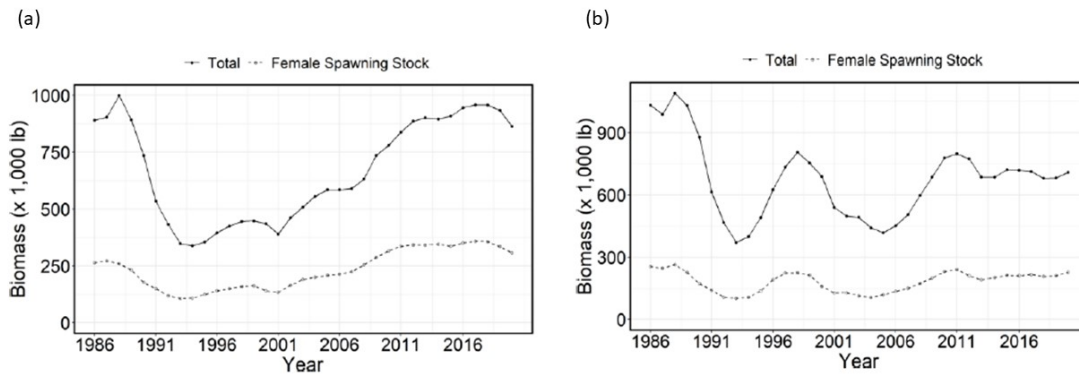 (a)
Total Female Spawning Stock
1000
750
500
250
0
Biomass (x 1,000 lb)
1986 1991 1996 2001 2006 2011 2016
Year
(b)
Total Female Spawning Stock
900
600
300
0
Biomass (x 1,000 lb)
1986 1991 1996 2001 2006 2011 2016
Year